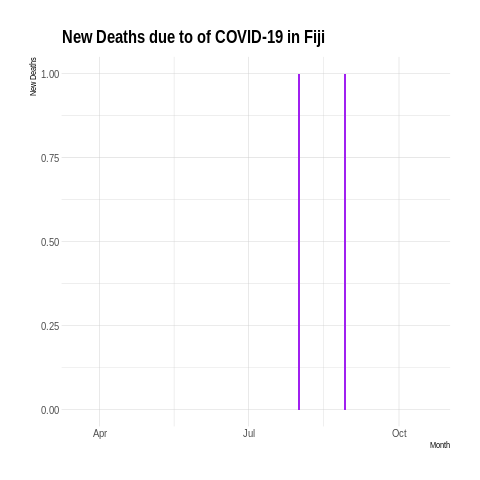 New Deaths due to of COVID-19 in Fiji
New Deaths
1.00
0.75
0.50
0.25
0.00
Apr Jul Oct
Month